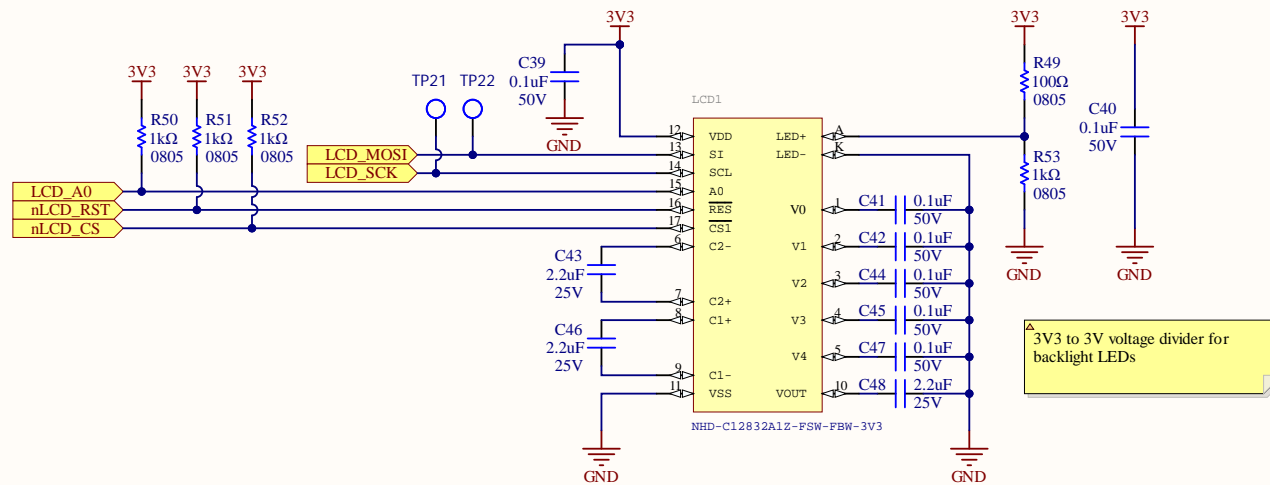 3V3
3V3
3V3
3V3
3V3
3V3
R50
1kΩ
0805
R51
1kΩ
0805
R52
1kΩ
0805
TP21
TP22
C39
0.1uF
50V
GND
LCD1
R49
100Ω
0805
C40
0.1uF
50V
R53
1kΩ
0805
GND
GND
LCD_MOSI
LCD_SCK
LCD_A0
nLCD_RST
nLCD_CS
12 VDD
13 SI
14 SCL
15 A0
16 RES
17 CS1
6 C2-
7 C2+
8 C1+
9 C1-
11 VSS
LED+ A
LED- K
V0 1
V1 2
V2 3
V3 4
V4 5
VOUT 10
C43
2.2uF
25V
C46
2.2uF
25V
C41 0.1uF
50V
C42 0.1uF
50V
C44 0.1uF
50V
C45 0.1uF
50V
C47 0.1uF
50V
C48 2.2uF
25V
NHD-C12832A1Z-FSW-FBW-3V3
GND
GND
3V3 to 3V voltage divider for
backlight LEDs